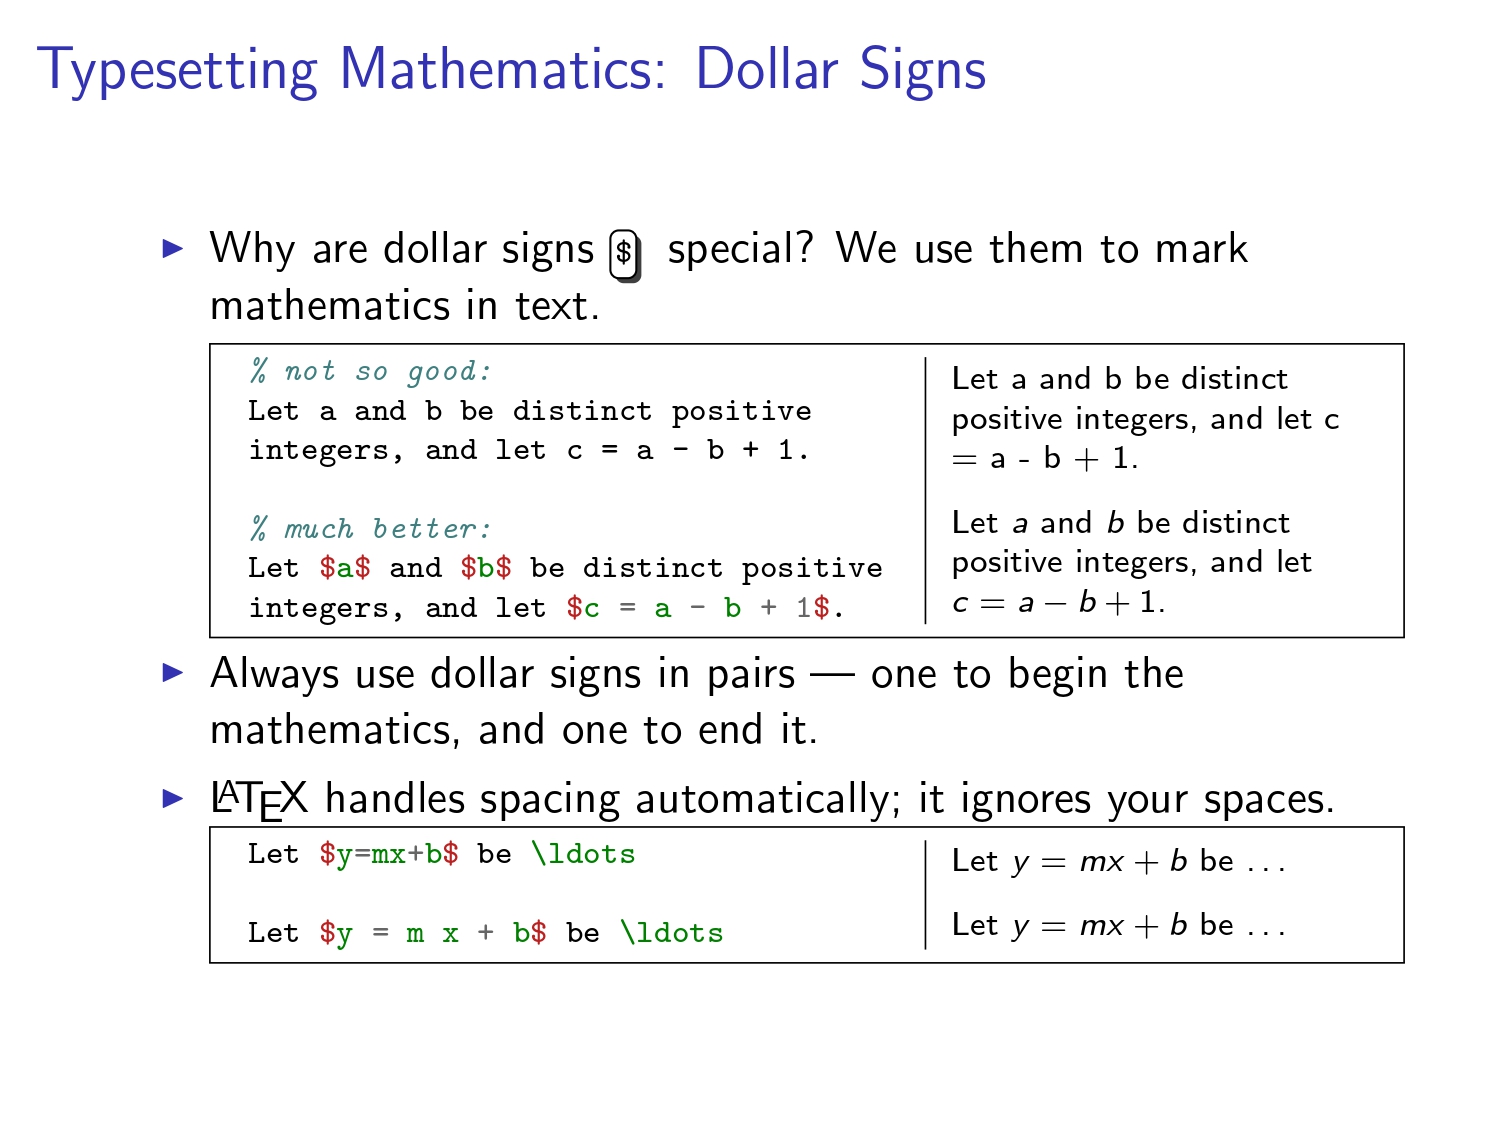 Typesetting Mathematics: Dollar Signs
▶ Why are dollar signs $ special? We use them to mark
mathematics in text.
% not so good:
Let a and b be distinct positive
integers, and let c = a - b + 1.
% much better:
Let $a$ and $b$ be distinct positive
integers, and let $c = a - b + 1$.
Let a and b be distinct
positive integers, and let c
= a - b + 1.
Let a and b be distinct
positive integers, and let
c = a − b + 1.
▶ Always use dollar signs in pairs — one to begin the
mathematics, and one to end it.
▶ LATEX handles spacing automatically; it ignores your spaces.
Let $y=mx+b$ be \ldots
Let $y = m x + b$ be \ldots
Let y = mx + b be ...
Let y = mx + b be ...